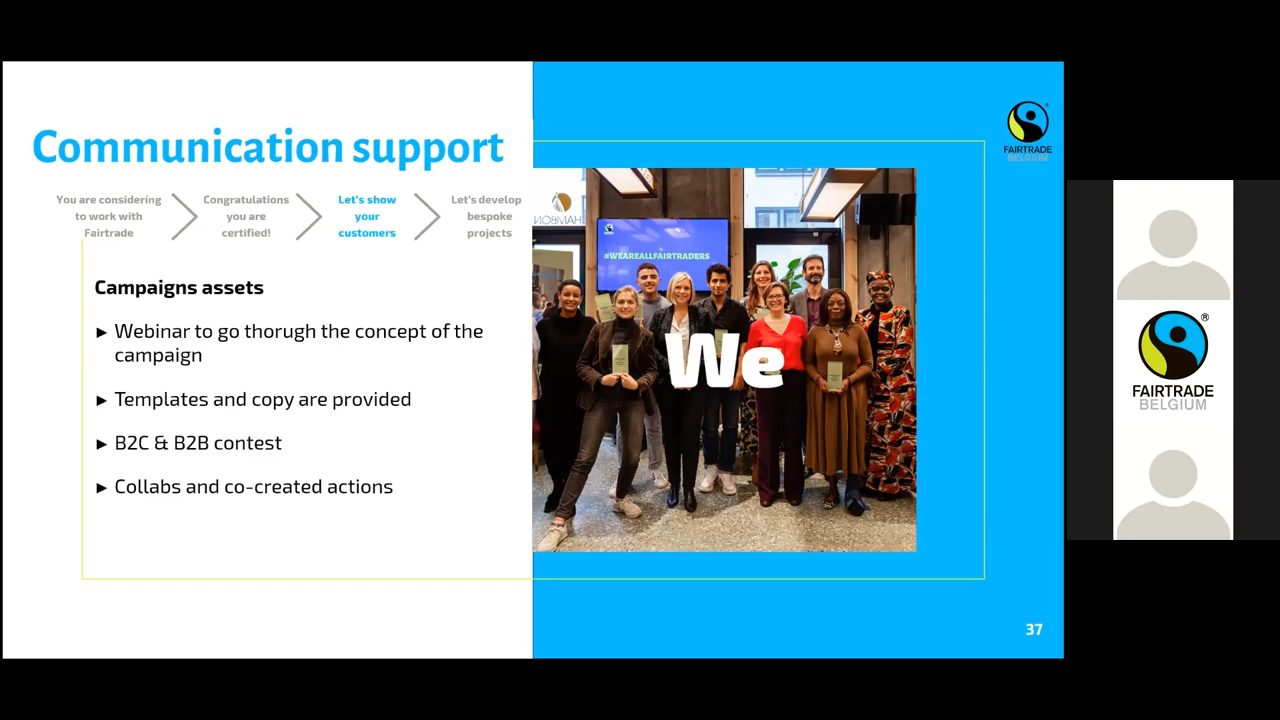 Communication support
You are considering
to work with
Fairtrade
Congratulations
you are
certified!
Let's show
your
customers
Let's develop
bespoke
projects
Campaigns assets
► Webinar to go thorugh the concept of the
campaign
► Templates and copy are provided
► B2C & B2B contest
► Collabs and co-created actions
HAMBON
#WEAREALLFAIRTRADERS
We
®
FAIRTRADE
BELGIUM
37
®
FAIRTRADE
BELGIUM